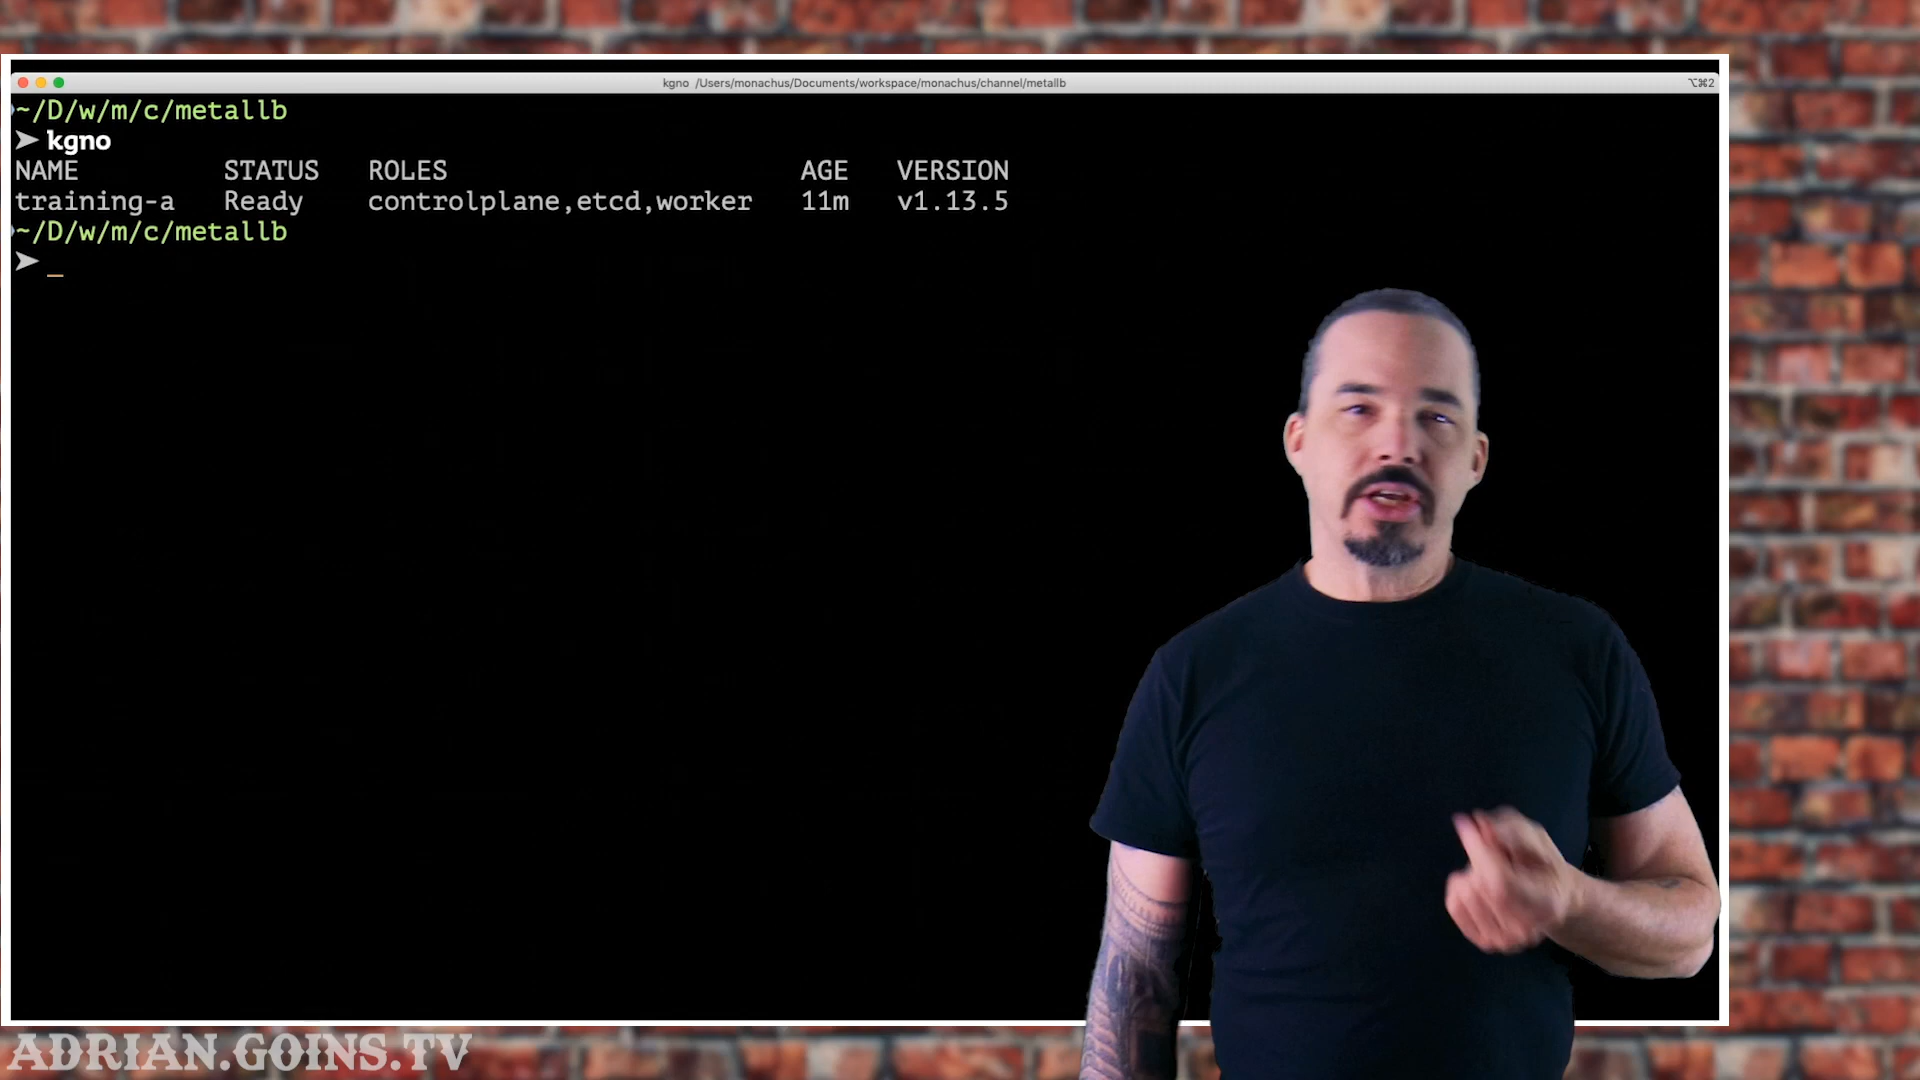 kgno /Users/monachus/Documents/workspace/monachus/channel/metallb
⌥⌘2
~/D/w/m/c/metallb
➤ kgno
NAME STATUS ROLES AGE VERSION
training-a Ready controlplane,etcd,worker 11m v1.13.5
~/D/w/m/c/metallb
➤ _
ADRIAN.GOINS.TV